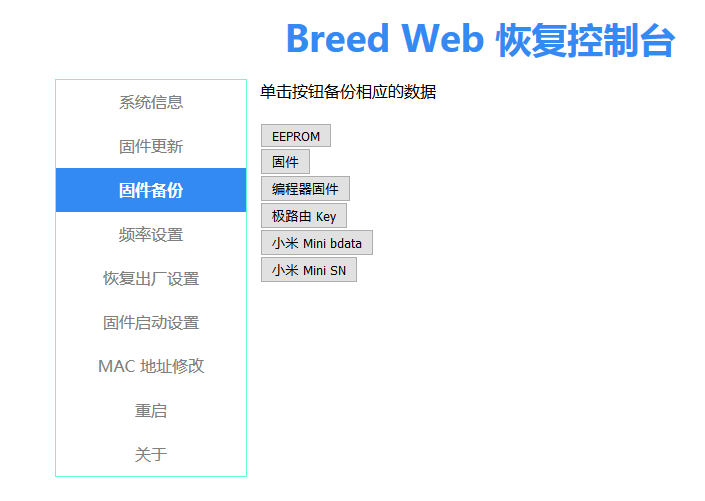 Breed Web 恢复控制台
系统信息
固件更新
固件备份
频率设置
恢复出厂设置
固件启动设置
MAC 地址修改
重启
关于
单击按钮备份相应的数据
EEPROM
固件
编程器固件
极路由 Key
小米 Mini bdata
小米 Mini SN